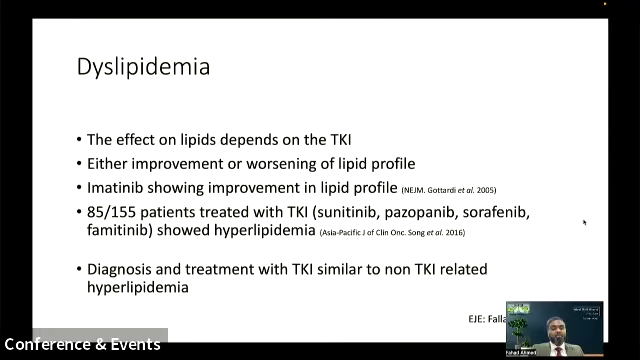 Dyslipidemia
• The effect on lipids depends on the TKI
• Either improvement or worsening of lipid profile
• Imatinib showing improvement in lipid profile (NEJM. Gottardi et al. 2005)
• 85/155 patients treated with TKI (sunitinib, pazopanib, sorafenib,
famitinib) showed hyperlipidemia (Asia-Pacific J of Clin Onc. Song et al. 2016)
• Diagnosis and treatment with TKI similar to non TKI related
hyperlipidemia
EJE: Falla
Fahad Ahmed
Conference & Events